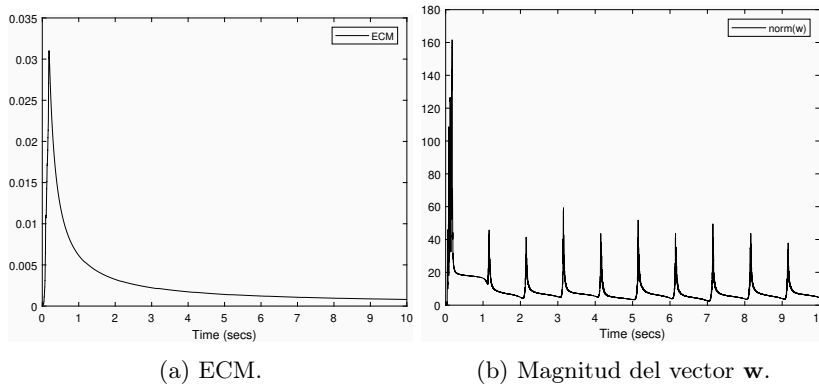 0.035
0.03
0.025
0.02
0.015
0.01
0.005
0
0 1 2 3 4 5 6 7 8 9 10
Time (secs)
ECM
(a) ECM.
180
160
140
120
100
80
60
40
20
0
0 1 2 3 4 5 6 7 8 9 10
Time (secs)
norm(w)
(b) Magnitud del vector w.